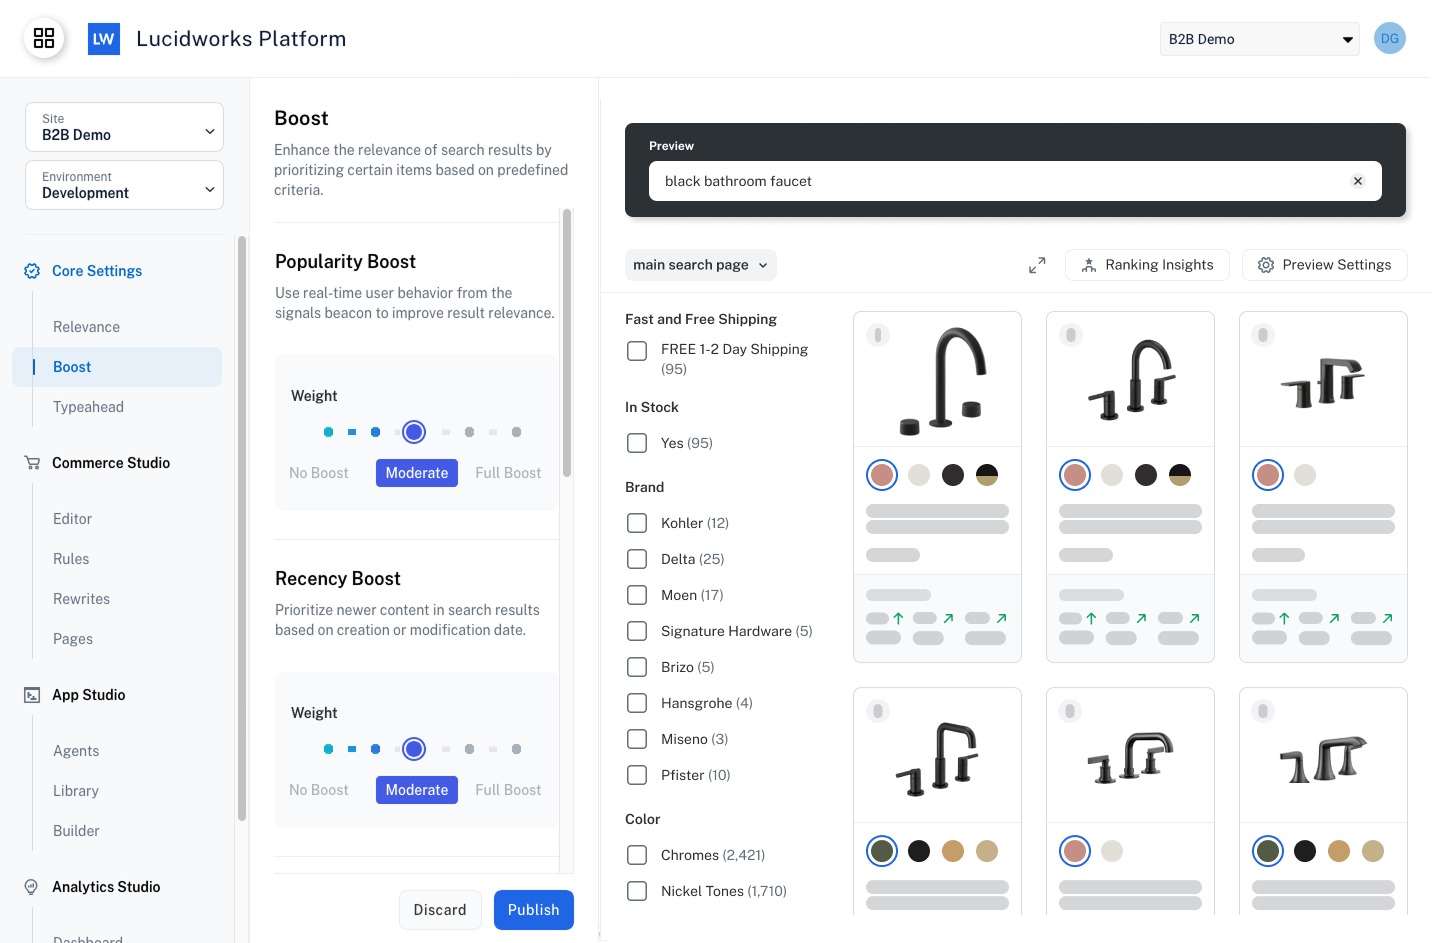 LW
Lucidworks Platform
B2B Demo
DG
Site
B2B Demo
Environment
Development
Core Settings
Relevance
Boost
Typeahead
Commerce Studio
Editor
Rules
Rewrites
Pages
App Studio
Agents
Library
Builder
Analytics Studio
Dashboard
Boost
Enhance the relevance of search results by
prioritizing certain items based on predefined
criteria.
Popularity Boost
Use real-time user behavior from the
signals beacon to improve result relevance.
Weight
No Boost
Moderate
Full Boost
Recency Boost
Prioritize newer content in search results
based on creation or modification date.
Weight
No Boost
Moderate
Full Boost
Discard
Publish
Preview
black bathroom faucet
main search page
Ranking Insights
Preview Settings
Fast and Free Shipping
FREE 1-2 Day Shipping
(95)
In Stock
Yes (95)
Brand
Kohler (12)
Delta (25)
Moen (17)
Signature Hardware (5)
Brizo (5)
Hansgrohe (4)
Miseno (3)
Pfister (10)
Color
Chromes (2,421)
Nickel Tones (1,710)